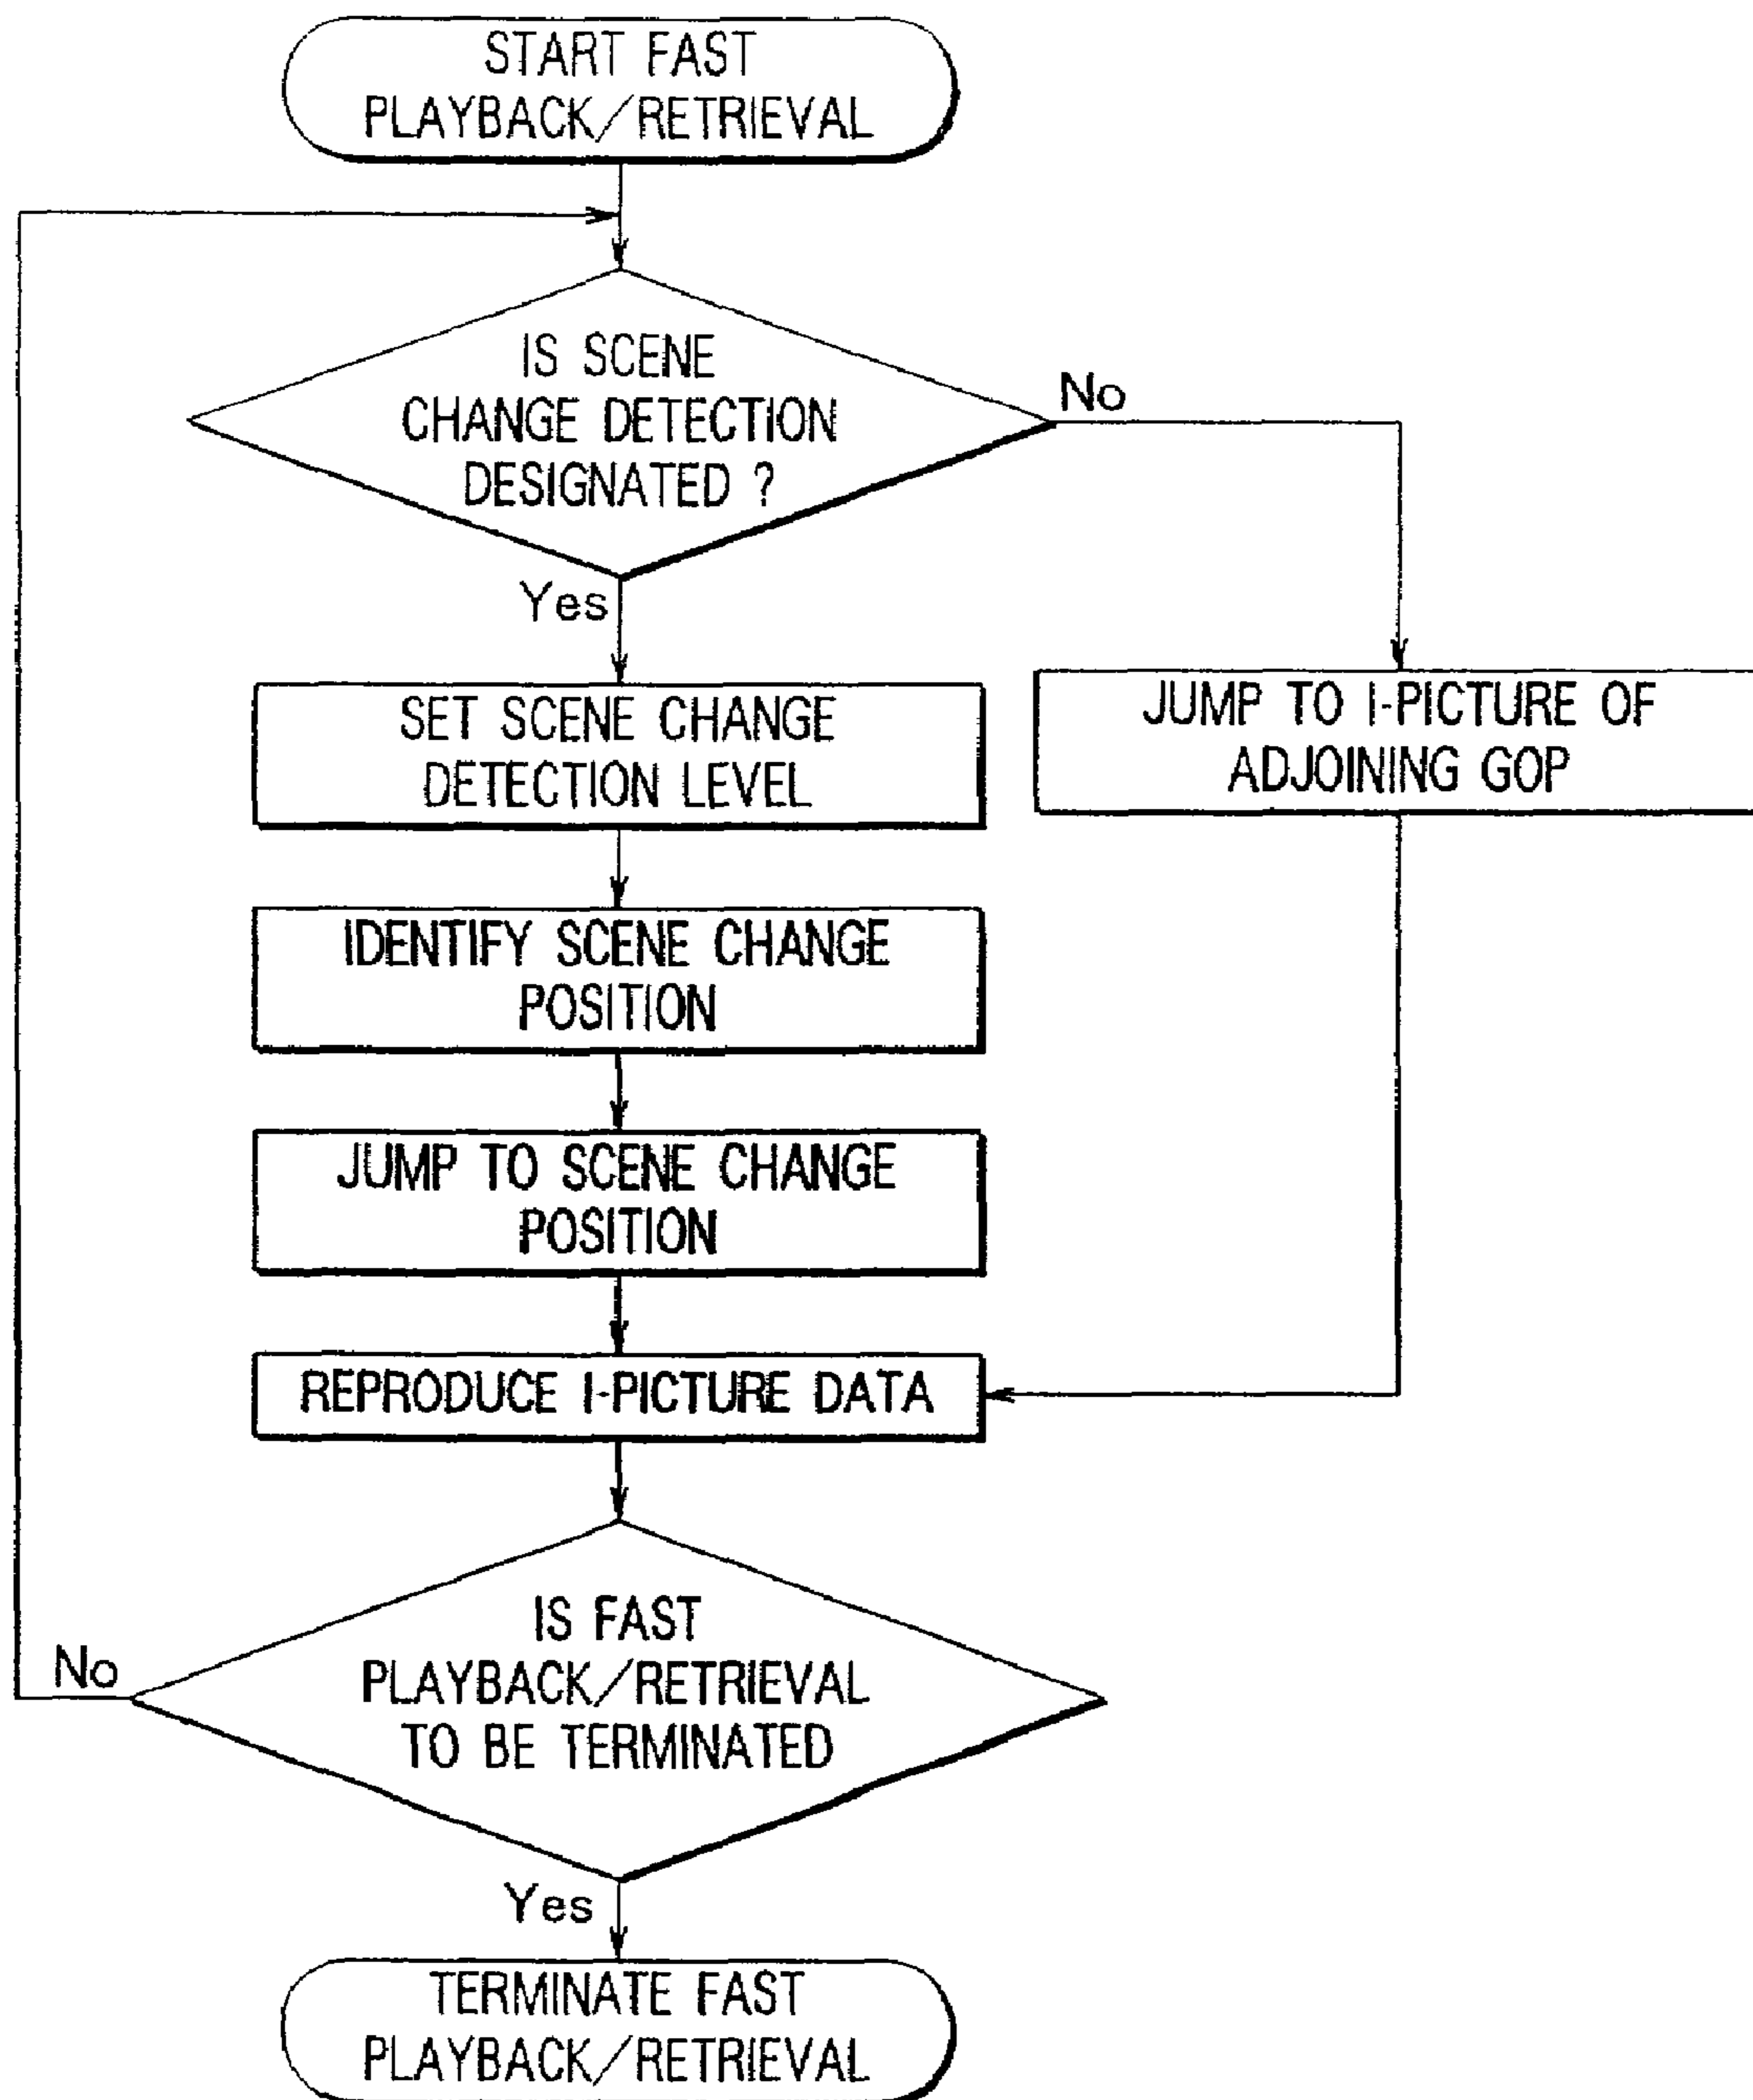 START FAST
PLAYBACK/RETRIEVAL
IS SCENE
CHANGE DETECTION
DESIGNATED ?
No
Yes
SET SCENE CHANGE
DETECTION LEVEL
JUMP TO I-PICTURE OF
ADJOINING GOP
IDENTIFY SCENE CHANGE
POSITION
JUMP TO SCENE CHANGE
POSITION
REPRODUCE I-PICTURE DATA
IS FAST
PLAYBACK/RETRIEVAL
TO BE TERMINATED
No
Yes
TERMINATE FAST
PLAYBACK/RETRIEVAL